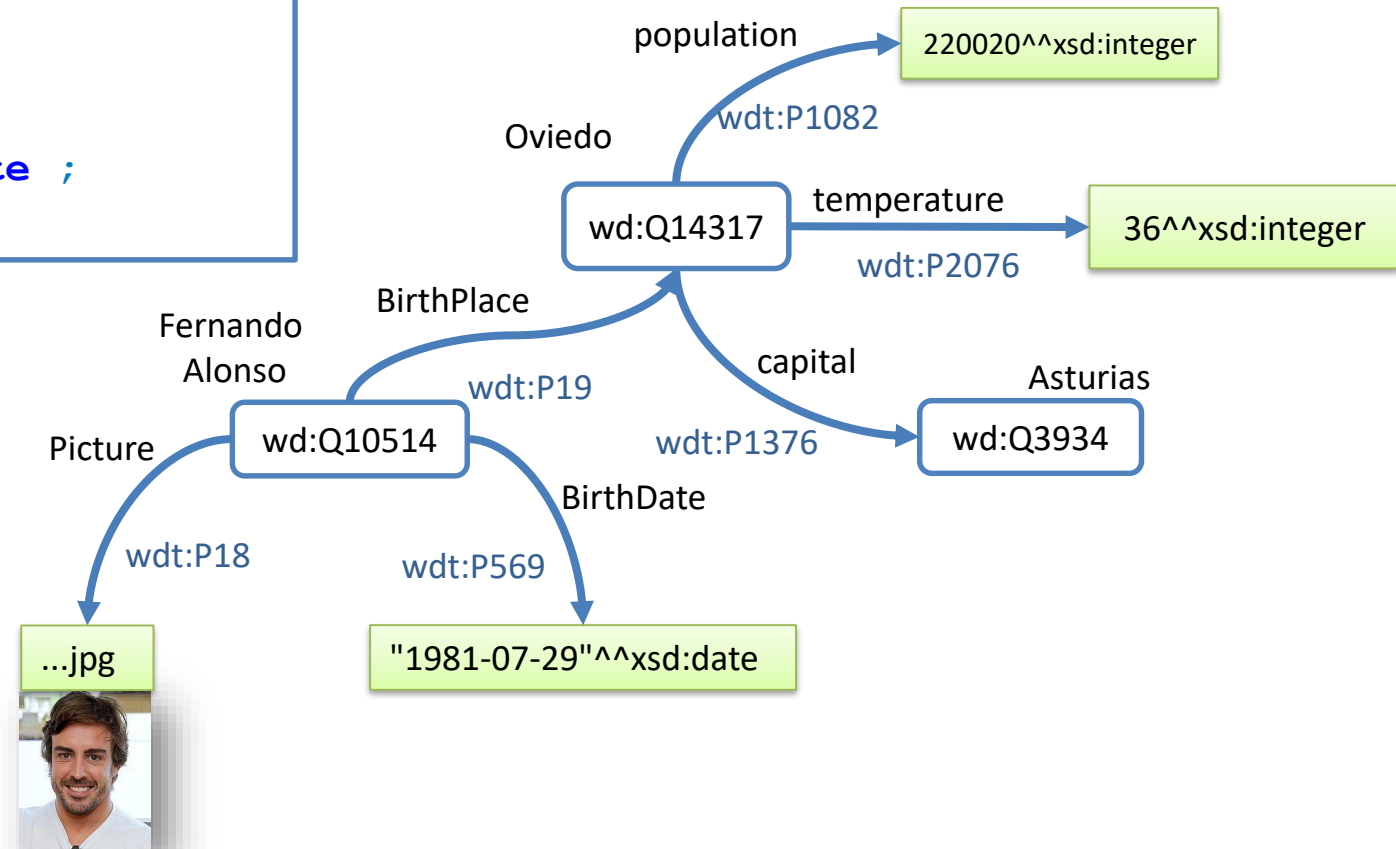 te ;
population
220020^^xsd:integer
wdt:P1082
Oviedo
wd:Q14317
temperature
36^^xsd:integer
wdt:P2076
BirthPlace
Fernando
Alonso
wdt:P19
capital
Asturias
wdt:P1376
wd:Q3934
Picture
wd:Q10514
BirthDate
wdt:P18
wdt:P569
...jpg
"1981-07-29"^^xsd:date